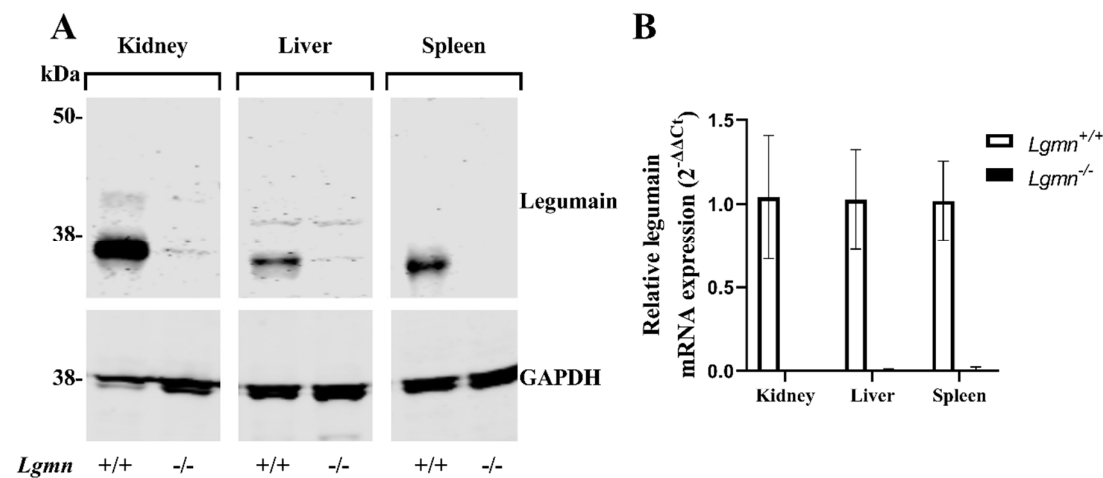 A
Kidney Liver Spleen
kDa
50-
Legumain
38-
38-
GAPDH
Lgmn +/+ -/- +/+ -/- +/+ -/-
B
Relative legumain
mRNA expression (2^-ΔΔCt)
1.5
1.0
0.5
0.0
Kidney Liver Spleen
Lgmn+/+
Lgmn-/-